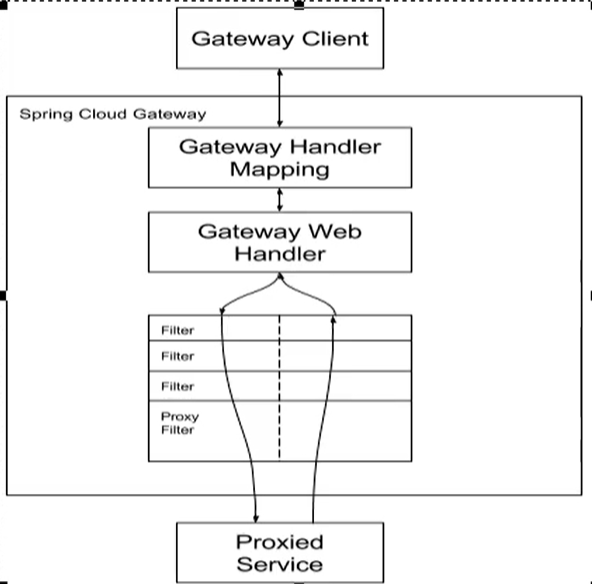 Gateway Client
Spring Cloud Gateway
Gateway Handler
Mapping
Gateway Web
Handler
Filter
Filter
Filter
Proxy
Filter
Proxied
Service